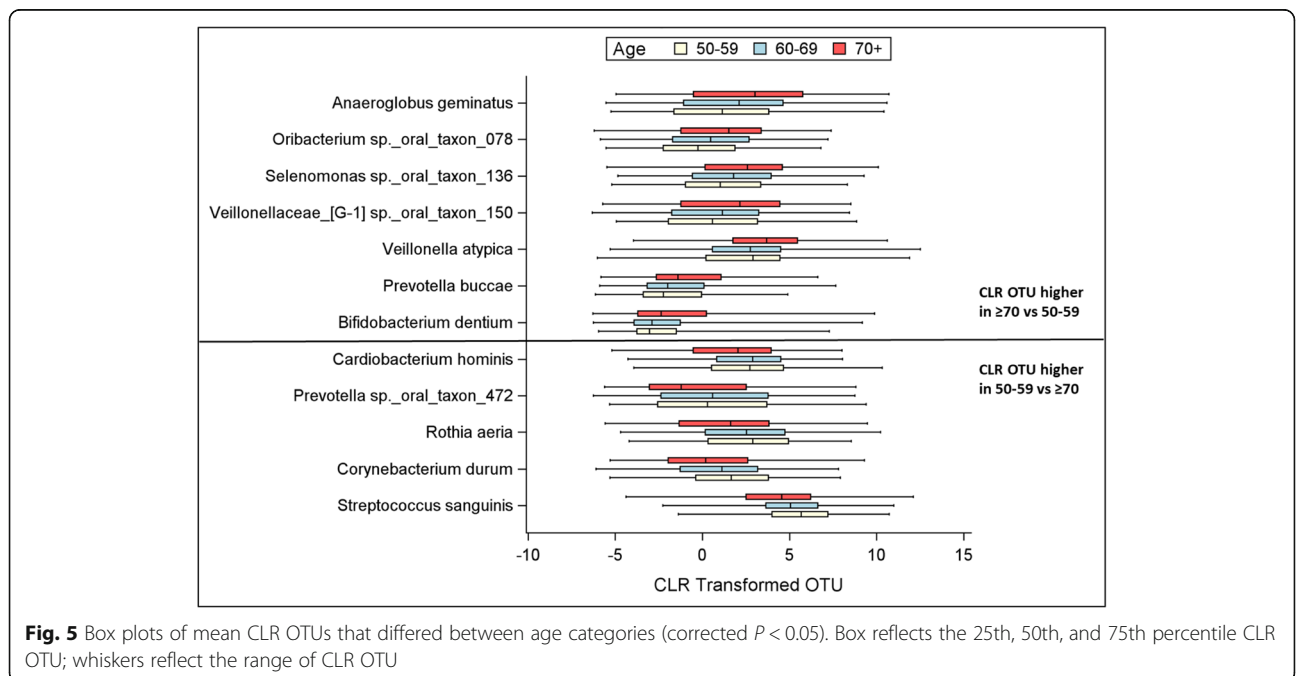 Age 50-59 60-69 70+
Anaeroglobus geminatus
Oribacterium sp._oral_taxon_078
Selenomonas sp._oral_taxon_136
Veillonellaceae_[G-1] sp._oral_taxon_150
Veillonella atypica
Prevotella buccae
Bifidobacterium dentium
CLR OTU higher
in ≥70 vs 50-59
Cardiobacterium hominis
Prevotella sp._oral_taxon_472
Rothia aeria
Corynebacterium durum
Streptococcus sanguinis
CLR OTU higher
in 50-59 vs ≥70
-10 -5 0 5 10 15
CLR Transformed OTU
Fig. 5 Box plots of mean CLR OTUs that differed between age categories (corrected P < 0.05). Box reflects the 25th, 50th, and 75th percentile CLR
OTU; whiskers reflect the range of CLR OTU